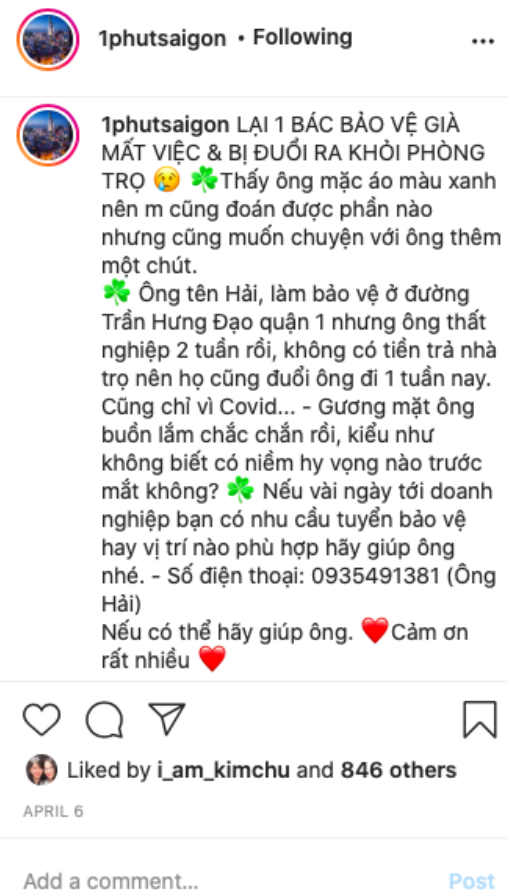 1phutsaigon • Following
1phutsaigon LẠI 1 BÁC BẢO VỆ GIÀ
MẤT VIỆC & BỊ ĐUỔI RA KHỎI PHÒNG
TRỌ 😢 ☘️Thấy ông mặc áo màu xanh
nên m cũng đoán được phần nào
nhưng cũng muốn chuyện với ông thêm
một chút.
☘️ Ông tên Hải, làm bảo vệ ở đường
Trần Hưng Đạo quận 1 nhưng ông thất
nghiệp 2 tuần rồi, không có tiền trả nhà
trọ nên họ cũng đuổi ông đi 1 tuần nay.
Cũng chỉ vì Covid... - Gương mặt ông
buồn lắm chắc chắn rồi, kiểu như
không biết có niềm hy vọng nào trước
mắt không? ☘️ Nếu vài ngày tới doanh
nghiệp bạn có nhu cầu tuyển bảo vệ
hay vị trí nào phù hợp hãy giúp ông
nhé. - Số điện thoại: 0935491381 (Ông
Hải)
Nếu có thể hãy giúp ông. ❤️Cảm ơn
rất nhiều ❤️
Liked by i_am_kimchu and 846 others
APRIL 6
Add a comment... Post